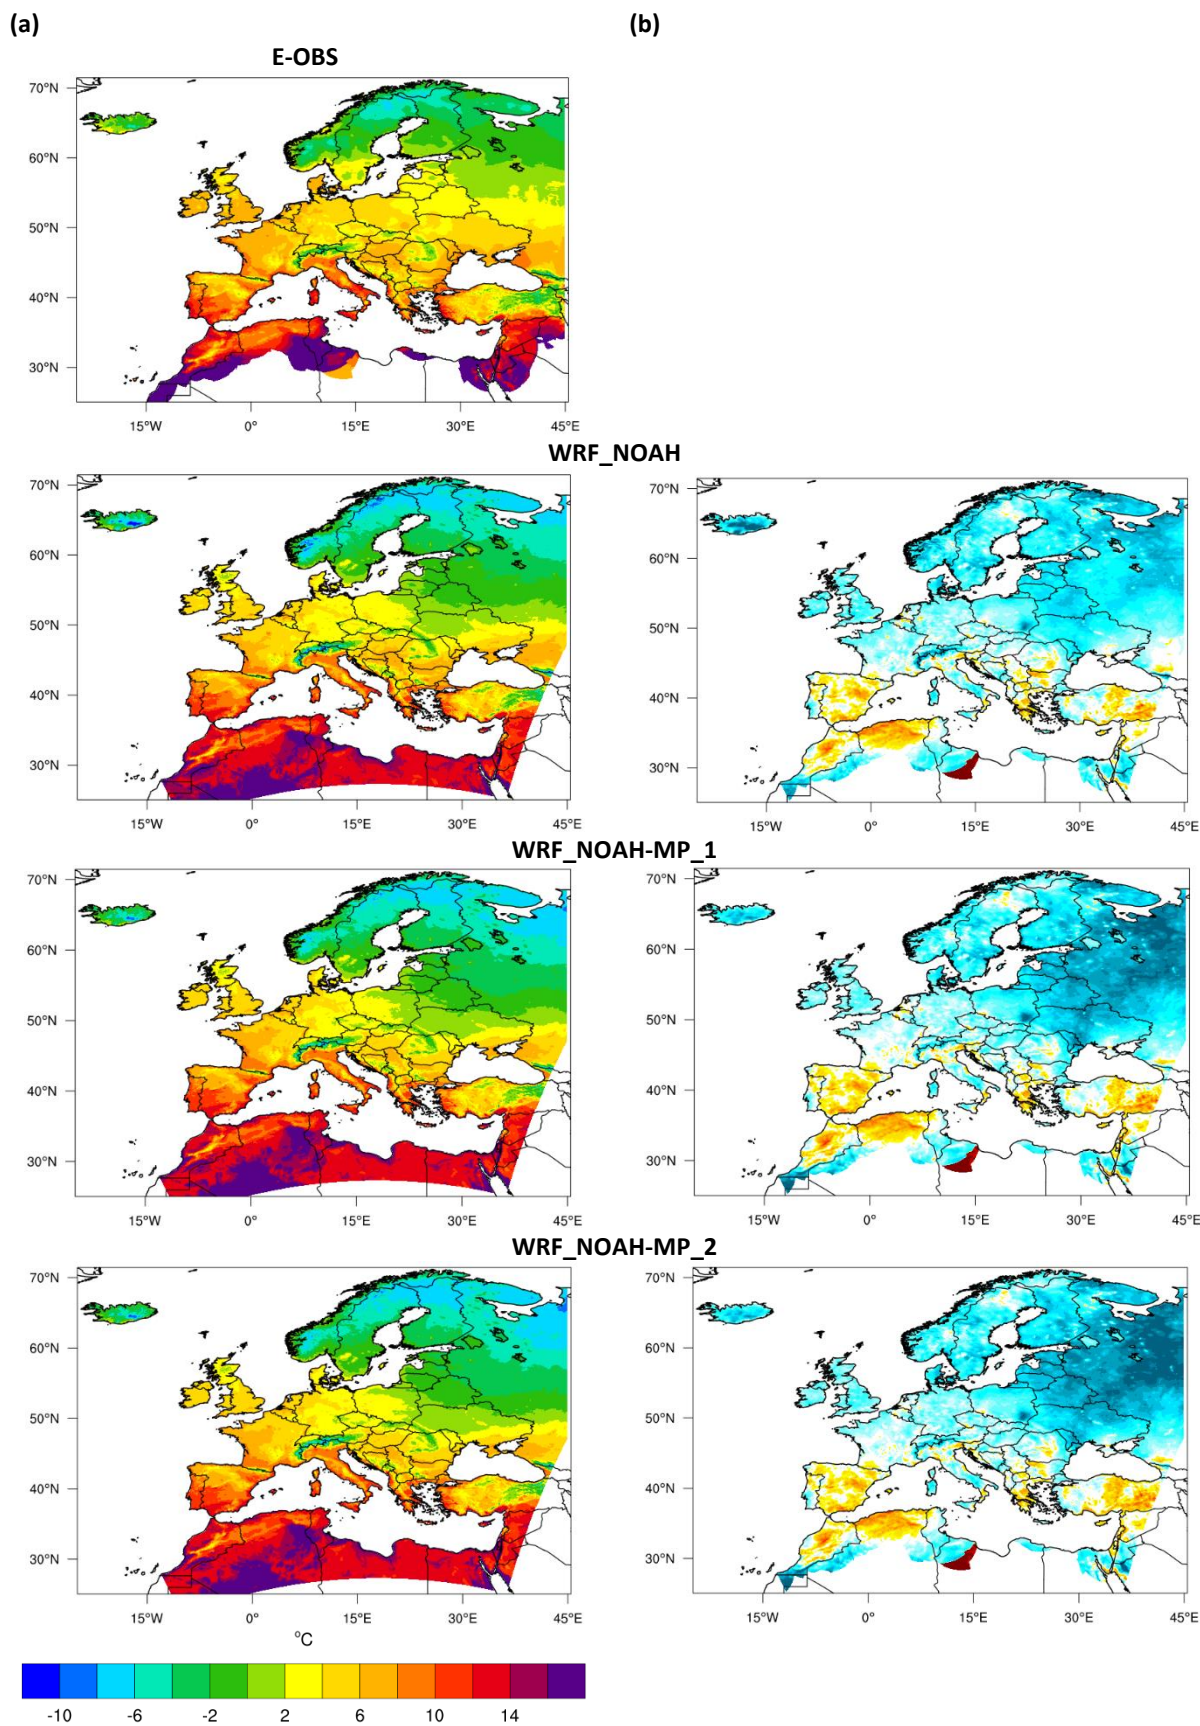 (a) (b)
E-OBS
70°N
60°N
50°N
40°N
30°N
15°W 0° 15°E 30°E 45°E
WRF_NOAH
70°N 70°N
60°N 60°N
50°N 50°N
40°N 40°N
30°N 30°N
15°W 0° 15°E 30°E 45°E 15°W 0° 15°E 30°E 45°E
WRF_NOAH-MP_1
70°N 70°N
60°N 60°N
50°N 50°N
40°N 40°N
30°N 30°N
15°W 0° 15°E 30°E 45°E 15°W 0° 15°E 30°E 45°E
WRF_NOAH-MP_2
70°N 70°N
60°N 60°N
50°N 50°N
40°N 40°N
30°N 30°N
15°W 0° 15°E 30°E 45°E 15°W 0° 15°E 30°E 45°E
°C
-10 -6 -2 2 6 10 14